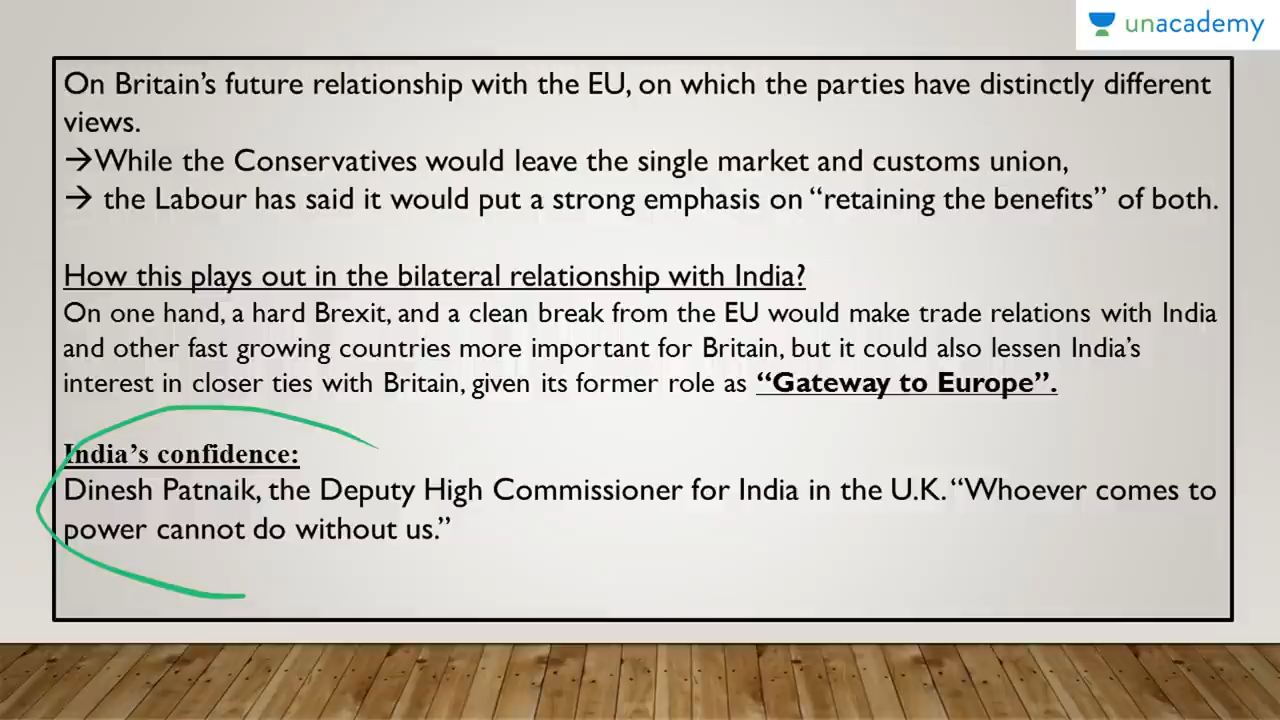 unacademy
On Britain’s future relationship with the EU, on which the parties have distinctly different
views.
→While the Conservatives would leave the single market and customs union,
→ the Labour has said it would put a strong emphasis on “retaining the benefits” of both.
How this plays out in the bilateral relationship with India?
On one hand, a hard Brexit, and a clean break from the EU would make trade relations with India
and other fast growing countries more important for Britain, but it could also lessen India’s
interest in closer ties with Britain, given its former role as “Gateway to Europe”.
India’s confidence:
Dinesh Patnaik, the Deputy High Commissioner for India in the U.K. “Whoever comes to
power cannot do without us.”